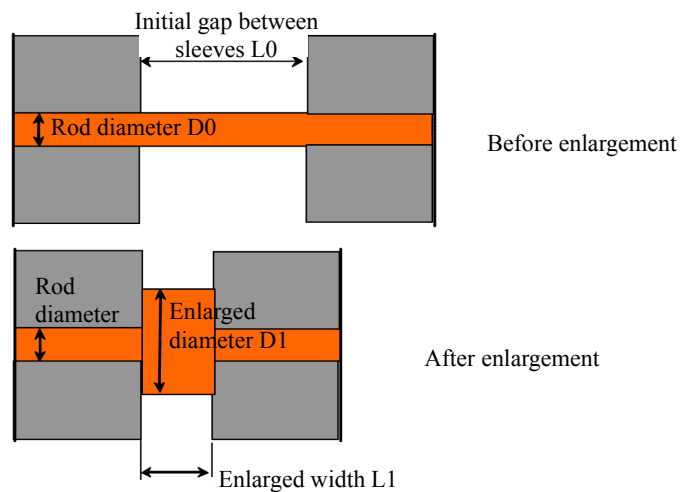 Initial gap between
sleeves L0
Rod diameter D0
Before enlargement
Rod
diameter
Enlarged
diameter D1
After enlargement
Enlarged width L1